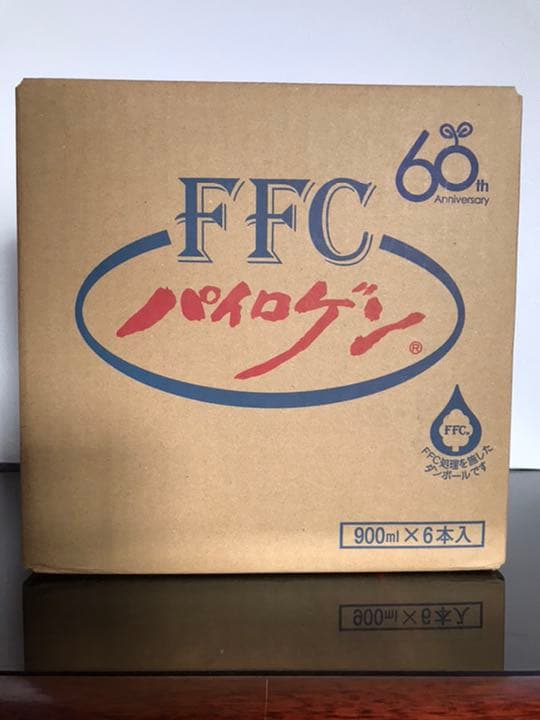 60th
Anniversary
FFC
パイロゲン®
FFC®
FFC処理を施した
ダンボールです
900ml×6本入